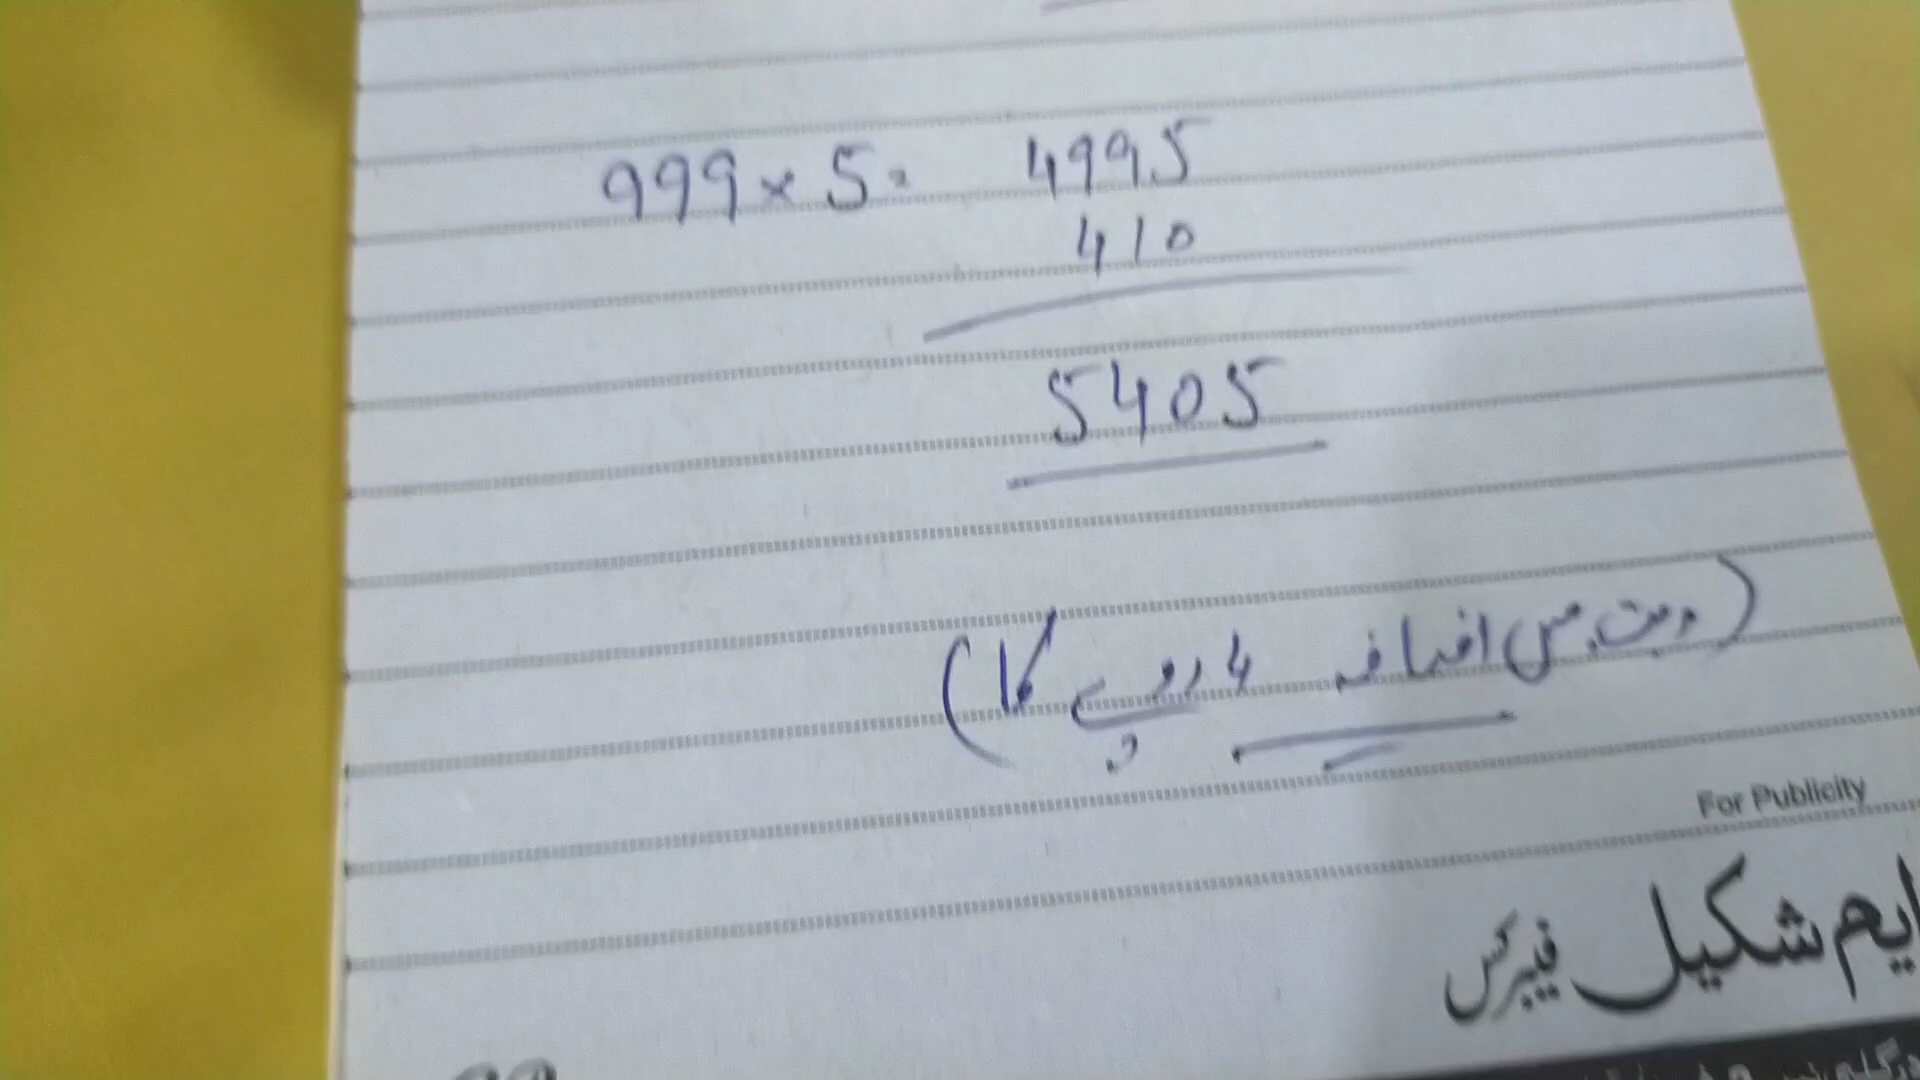 999 × 5 = 4995
410
5405
(ریٹ میں اضافہ 4 روپے کا)
For Publicity
ایم شکیل فیبرکس